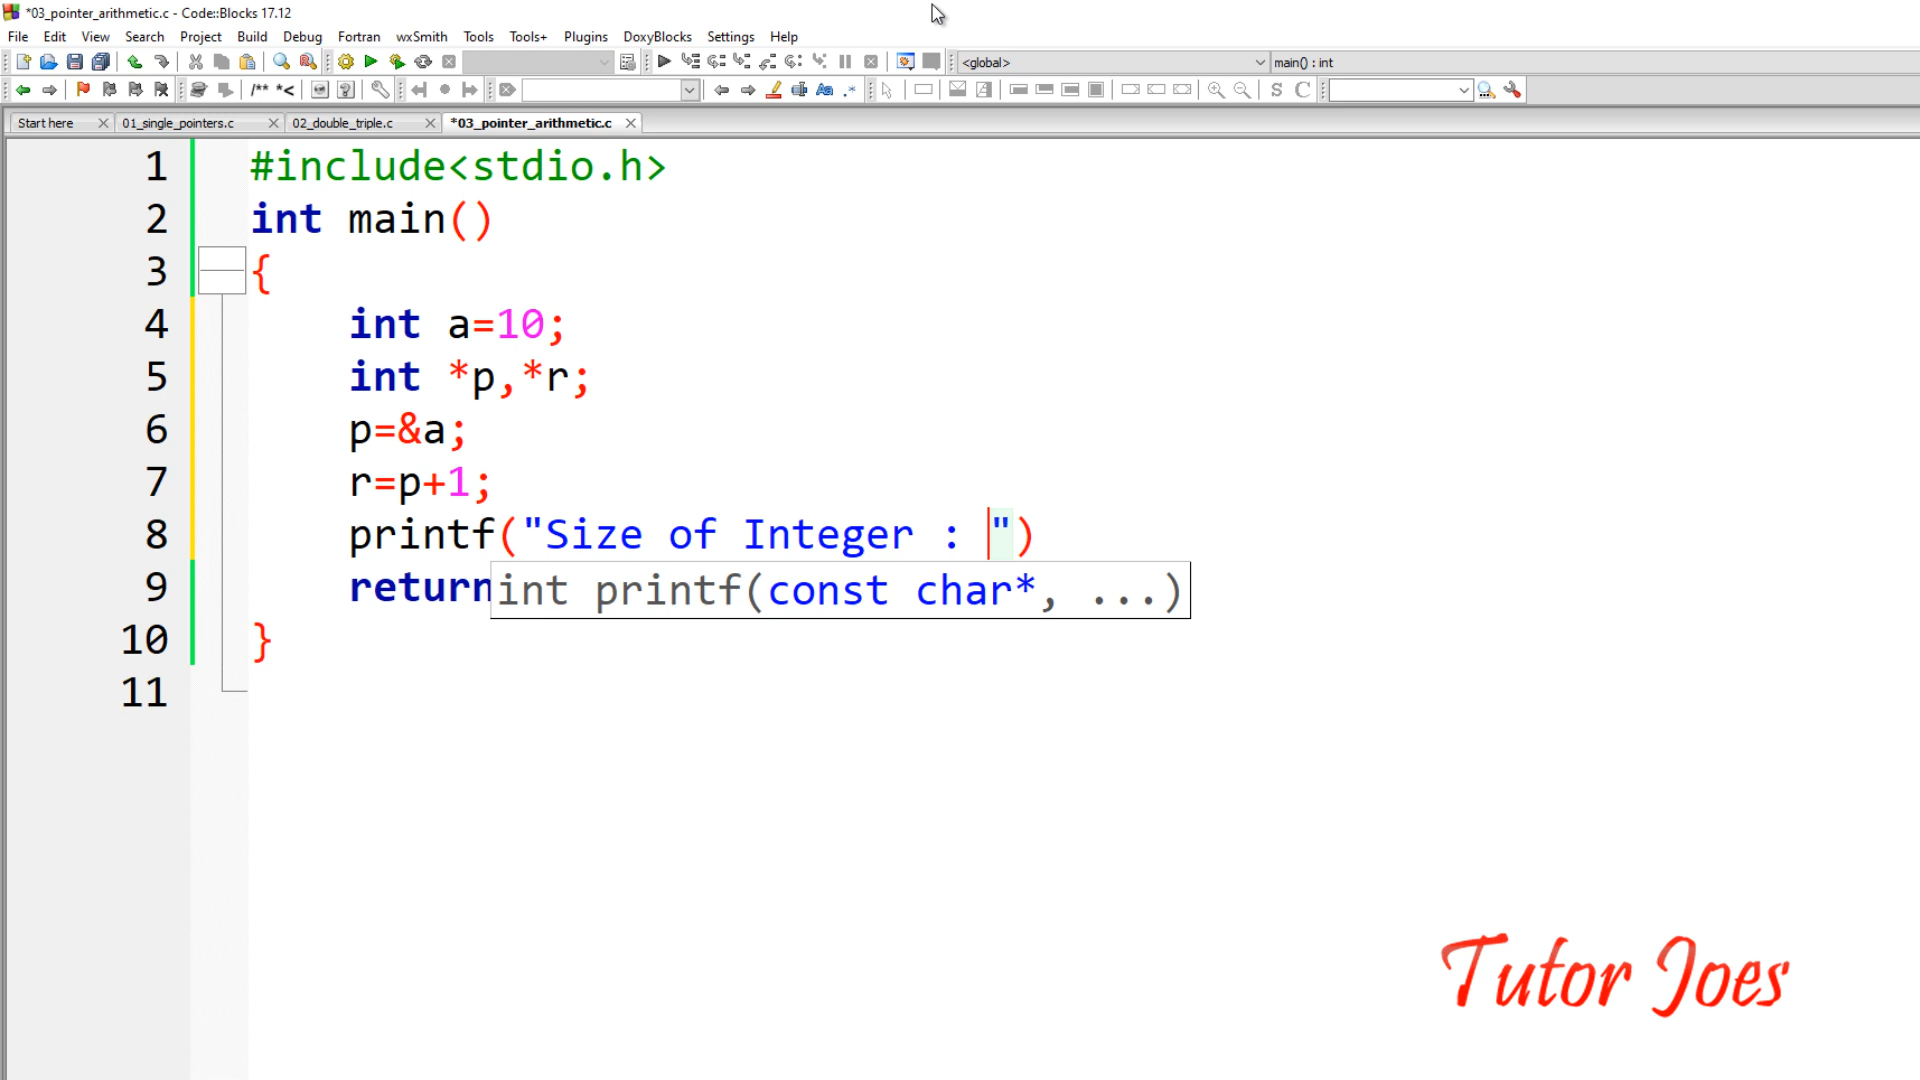 *03_pointer_arithmetic.c - Code::Blocks 17.12
File Edit View Search Project Build Debug Fortran wxSmith Tools Tools+ Plugins DoxyBlocks Settings Help
<global> main() : int
/** *< Aa .* S C
Start here 01_single_pointers.c 02_double_triple.c *03_pointer_arithmetic.c
1 #include<stdio.h>
2 int main()
3 {
4 int a=10;
5 int *p,*r;
6 p=&a;
7 r=p+1;
8 printf("Size of Integer : ")
9 return int printf(const char*, ...)
10 }
11
Tutor Joes